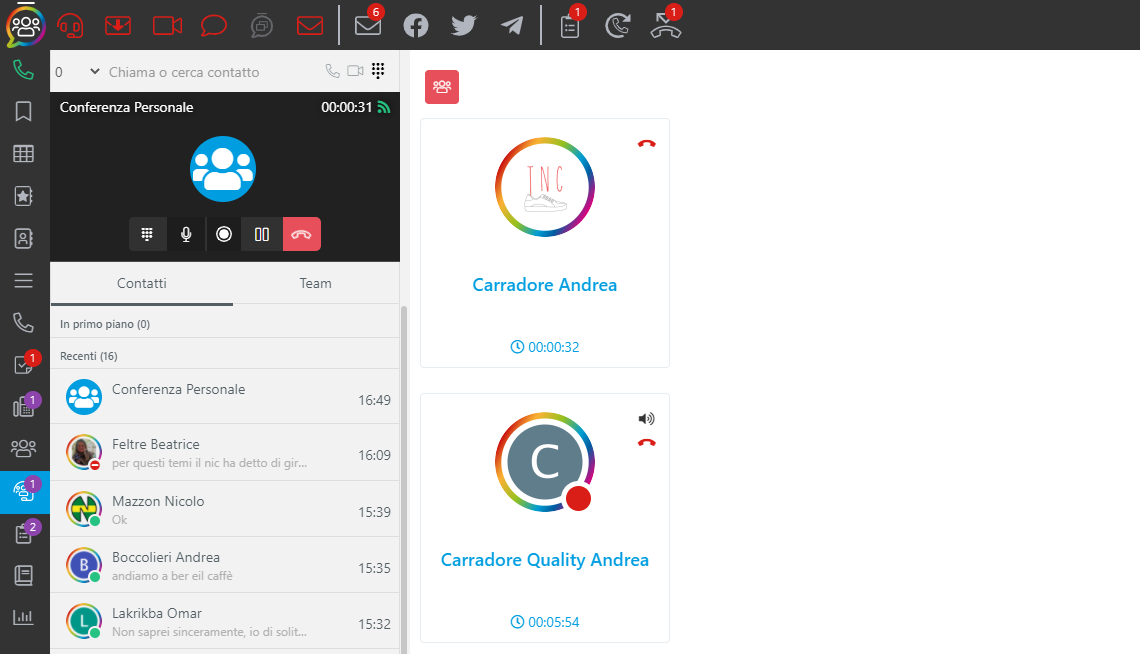 6
1
1
0
Chiama o cerca contatto
Conferenza Personale
00:00:31
Contatti
Team
In primo piano (0)
Recenti (16)
Conferenza Personale
16:49
Feltre Beatrice
per questi temi il nic ha detto di gir...
16:09
Mazzon Nicolo
Ok
15:39
B
Boccolieri Andrea
andiamo a ber eil caffè
15:35
L
Lakrikba Omar
Non saprei sinceramente, io di solit...
15:32
1
1
1
2
INC
Carradore Andrea
00:00:32
C
Carradore Quality Andrea
00:05:54